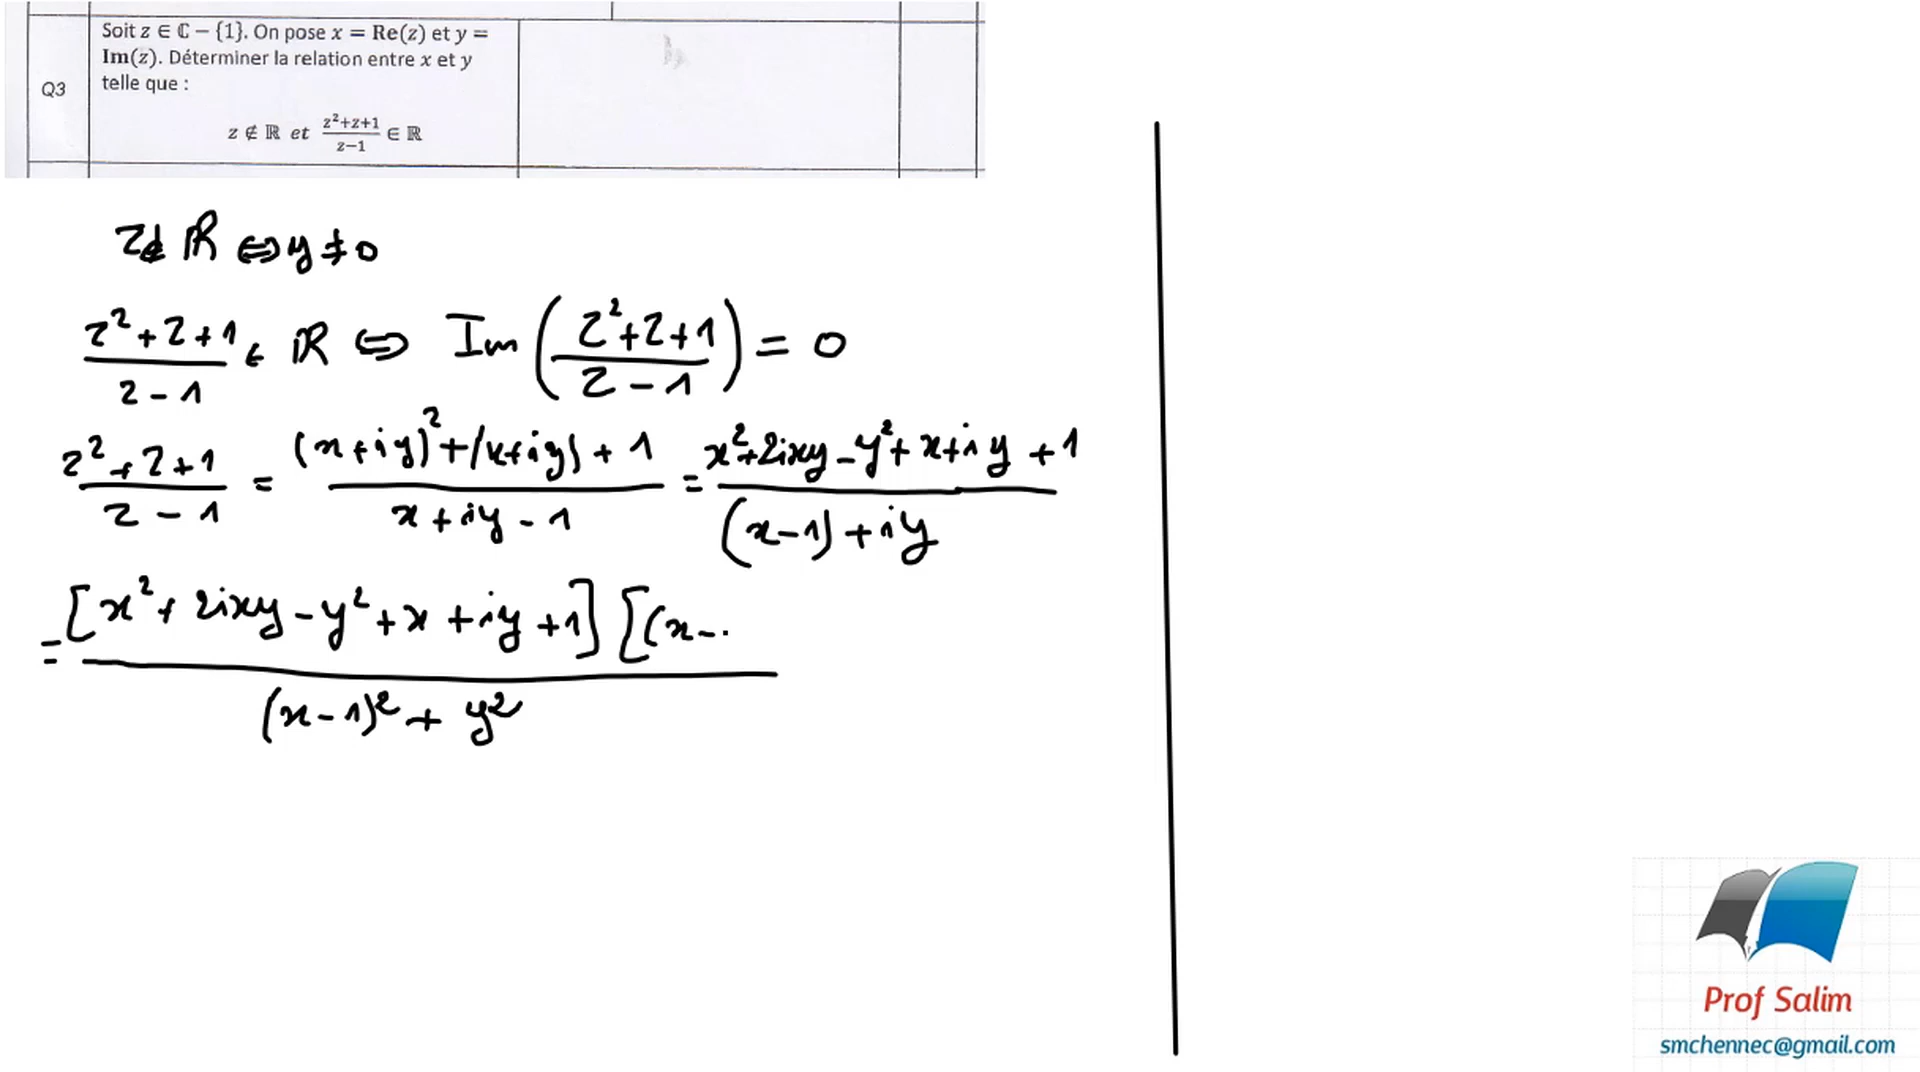 Soit z ∈ ℂ − {1}. On pose x = Re(z) et y =
Im(z). Déterminer la relation entre x et y
telle que :
Q3
z ∉ ℝ et (z²+z+1)/(z−1) ∈ ℝ
z ∉ ℝ ⇔ y ≠ 0
(z²+z+1)/(z−1) ∈ ℝ ⇔ Im((z²+z+1)/(z−1)) = 0
(z²+z+1)/(z−1) = ((x+iy)²+(x+iy)+1)/(x+iy−1) = (x²+2ixy−y²+x+iy+1)/((x−1)+iy)
= [x²+2ixy−y²+x+iy+1] [(x−
(x−1)²+y²
Prof Salim
smchennec@gmail.com